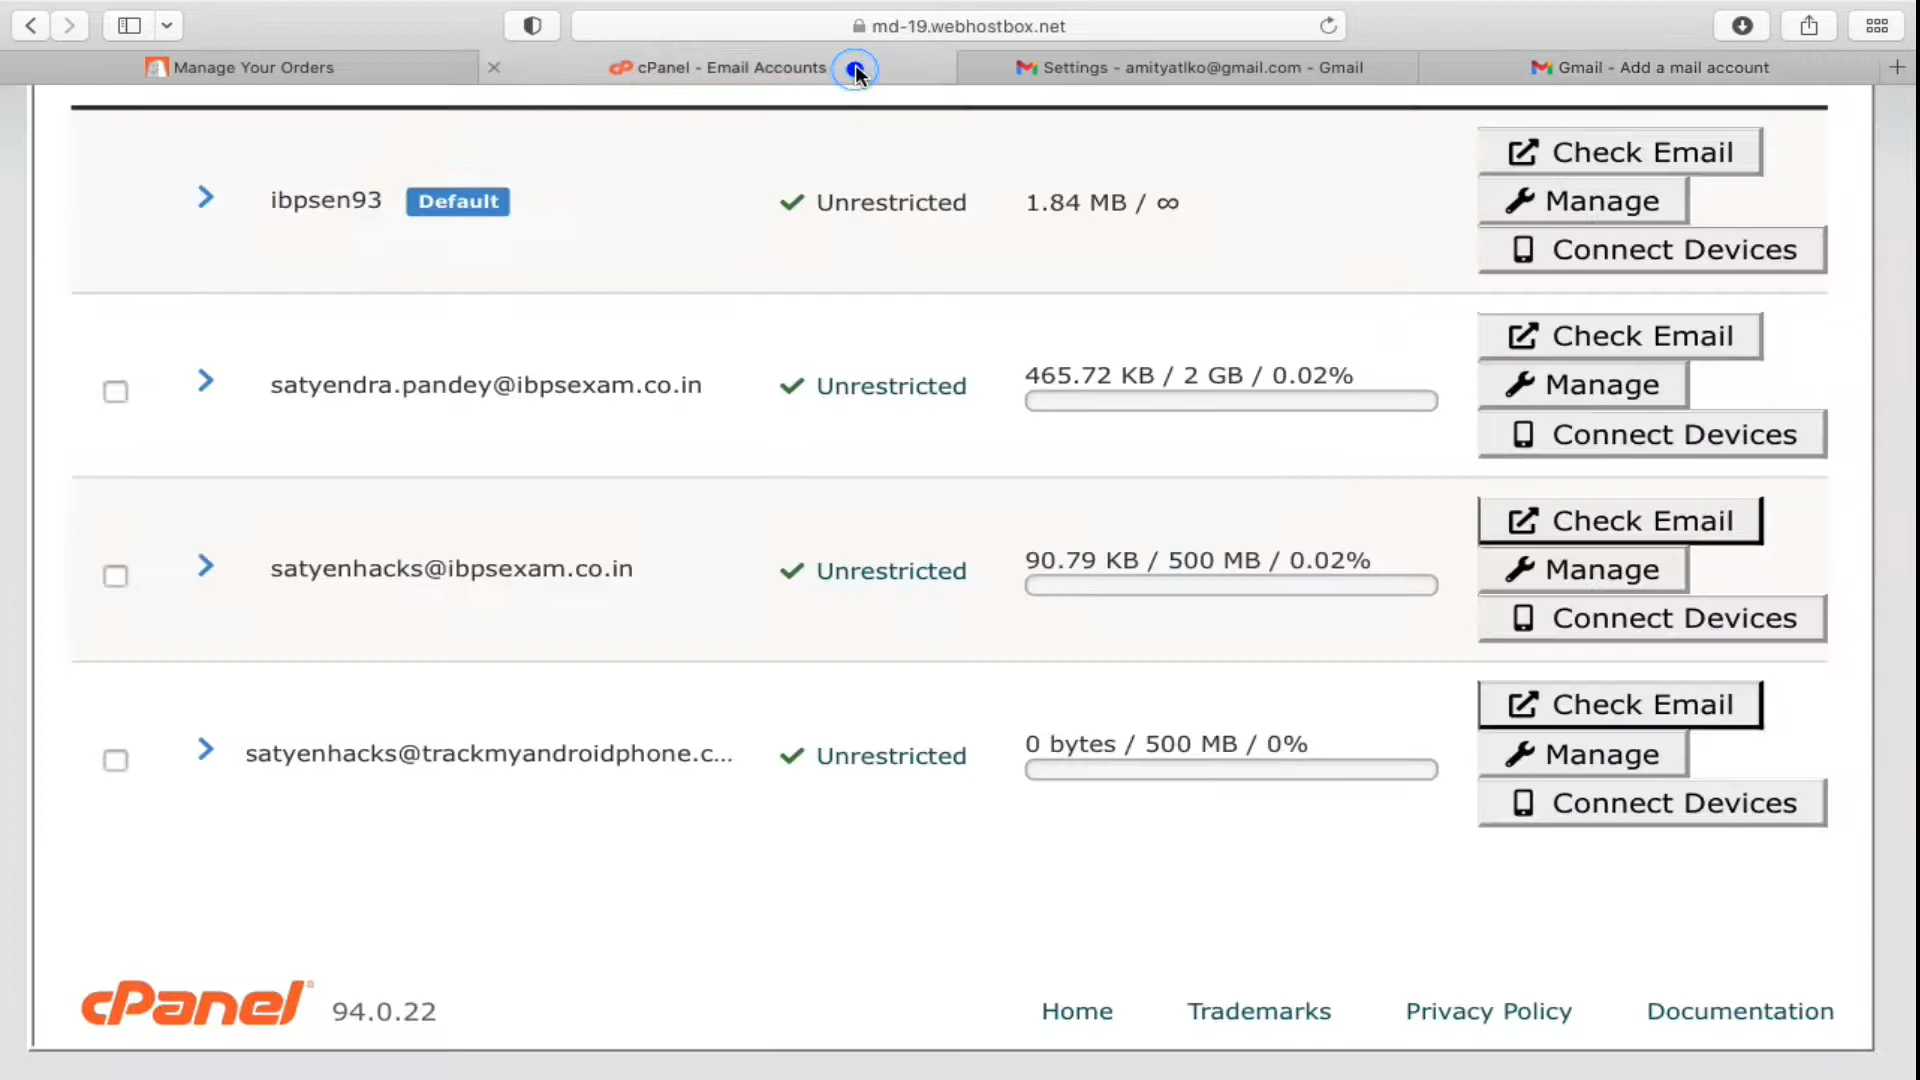 md-19.webhostbox.net
Manage Your Orders
cPanel - Email Accounts
Settings - amityatlko@gmail.com - Gmail
Gmail - Add a mail account
ibpsen93 Default Unrestricted 1.84 MB / ∞
Check Email
Manage
Connect Devices
satyendra.pandey@ibpsexam.co.in Unrestricted 465.72 KB / 2 GB / 0.02%
Check Email
Manage
Connect Devices
satyenhacks@ibpsexam.co.in Unrestricted 90.79 KB / 500 MB / 0.02%
Check Email
Manage
Connect Devices
satyenhacks@trackmyandroidphone.c... Unrestricted 0 bytes / 500 MB / 0%
Check Email
Manage
Connect Devices
cPanel 94.0.22 Home Trademarks Privacy Policy Documentation